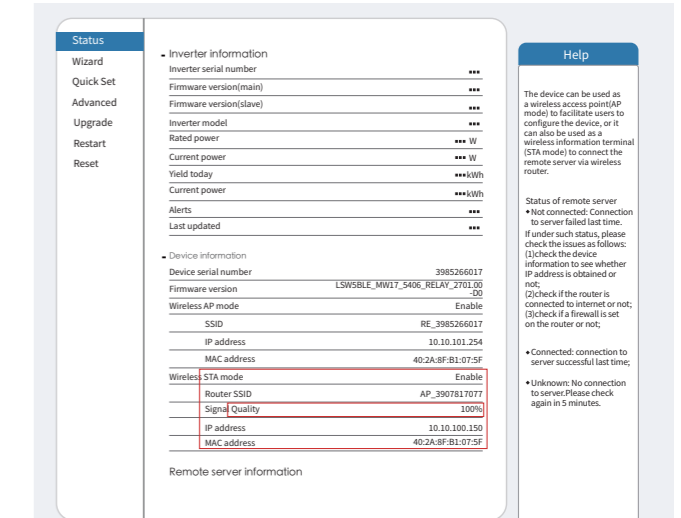 Status
Wizard
Quick Set
Advanced
Upgrade
Restart
Reset
Inverter information
Inverter serial number ---
Firmware version(main) ---
Firmware version(slave) ---
Inverter model ---
Rated power --- W
Current power --- W
Yield today ---kWh
Current power ---kWh
Alerts ---
Last updated ---
Device information
Device serial number 3985266017
Firmware version LSW5BLE_MW17_5406_RELAY_2701.00
-D0
Wireless AP mode Enable
SSID RE_3985266017
IP address 10.10.101.254
MAC address 40:2A:8F:B1:07:5F
Wireless STA mode Enable
Router SSID AP_3907817077
Signal Quality 100%
IP address 10.10.100.150
MAC address 40:2A:8F:B1:07:5F
Remote server information
Help
The device can be used as
a wireless access point(AP
mode) to facilitate users to
configure the device, or it
can also be used as a
wireless information terminal
(STA mode) to connect the
remote server via wireless
router.
Status of remote server
◆Not connected: Connection
to server failed last time.
If under such status, please
check the issues as follows:
(1)check the device
information to see whether
IP address is obtained or
not;
(2)check if the router is
connected to internet or not;
(3)check if a firewall is set
on the router or not;
◆Connected: connection to
server successful last time;
◆Unknown: No connection
to server.Please check
again in 5 minutes.